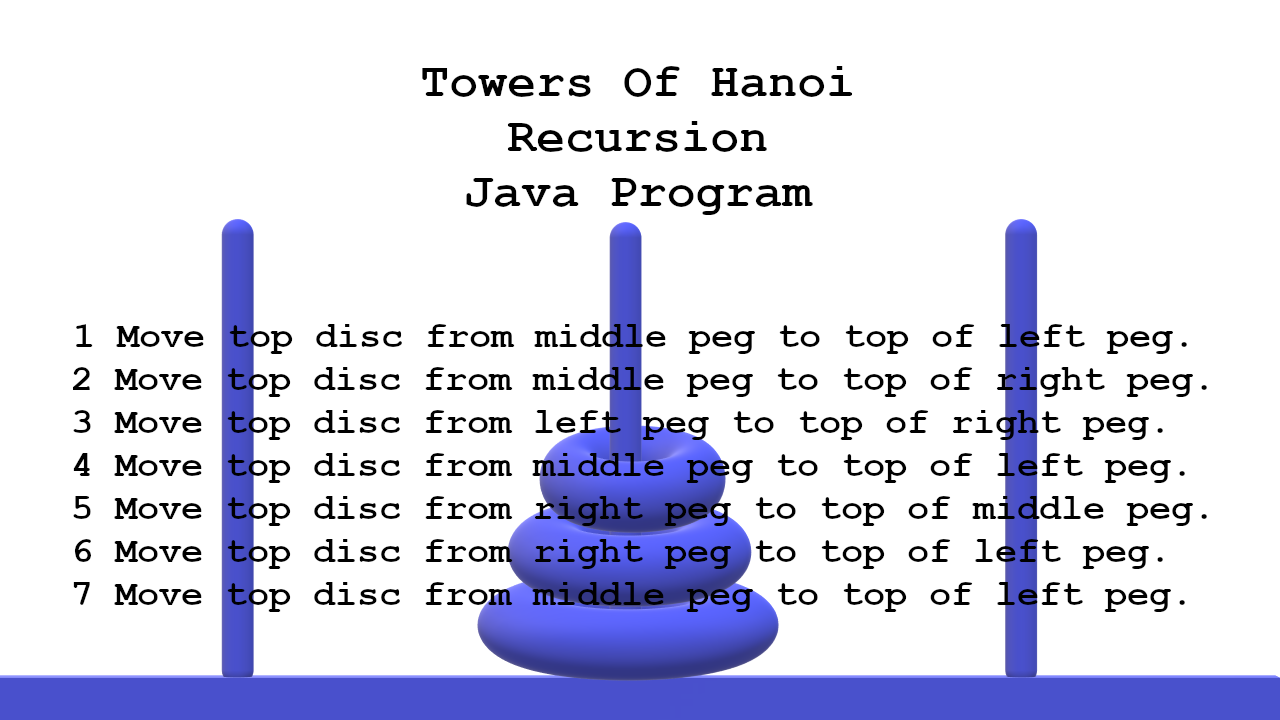 Towers Of Hanoi
Recursion
Java Program
1 Move top disc from middle peg to top of left peg.
2 Move top disc from middle peg to top of right peg.
3 Move top disc from left peg to top of right peg.
4 Move top disc from middle peg to top of left peg.
5 Move top disc from right peg to top of middle peg.
6 Move top disc from right peg to top of left peg.
7 Move top disc from middle peg to top of left peg.